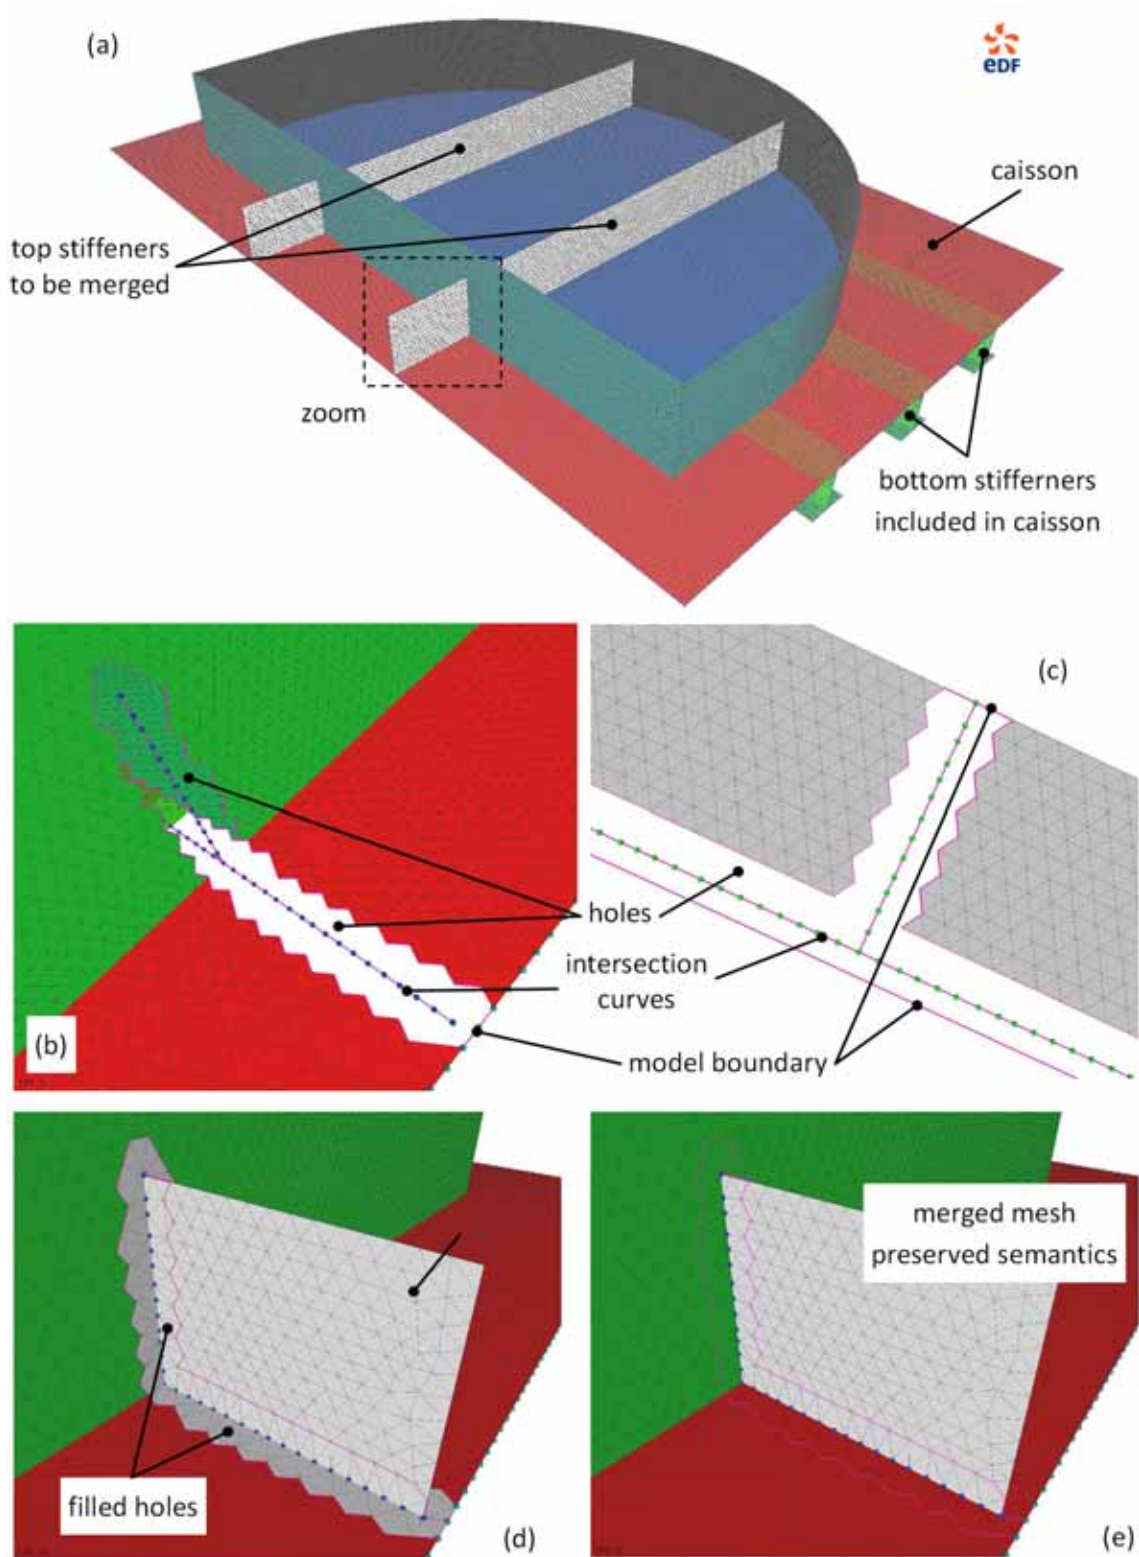 (a)
eDF
caisson
top stiffeners
to be merged
zoom
bottom stifferners
included in caisson
(c)
holes
intersection
curves
(b)
model boundary
merged mesh
preserved semantics
filled holes
(d)
(e)